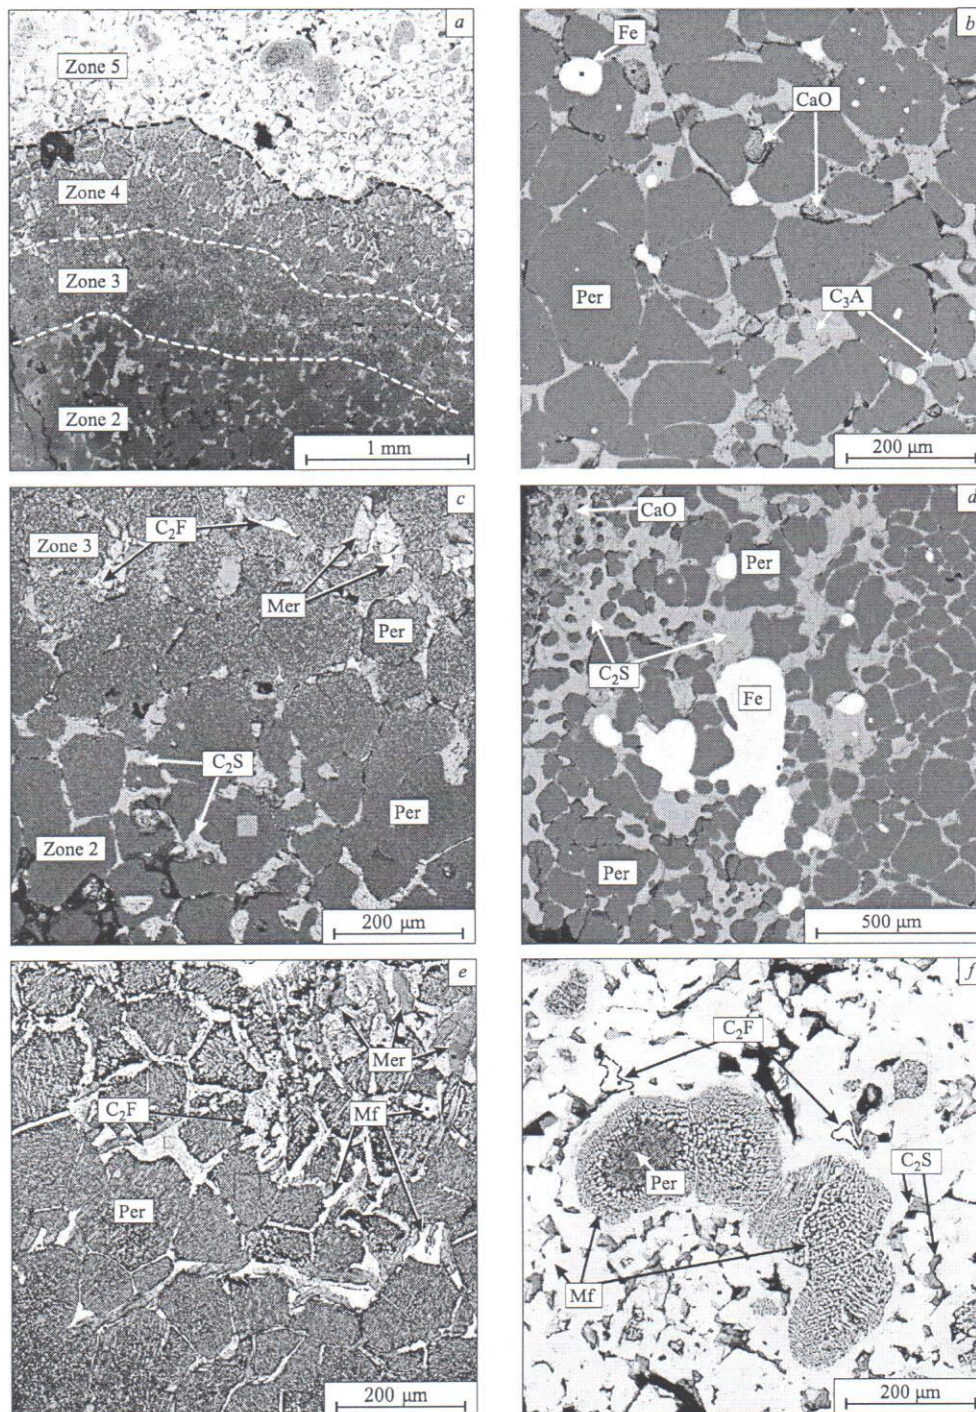 a
Zone 5
Zone 4
Zone 3
Zone 2
1 mm
b
Fe
CaO
Per
C₃A
200 μm
c
C₂F
Zone 3
Mer
Per
C₂S
Per
Zone 2
200 μm
d
CaO
Per
C₂S
Fe
Per
500 μm
e
Mer
C₂F
Mf
Per
200 μm
f
C₂F
C₂S
Per
Mf
200 μm